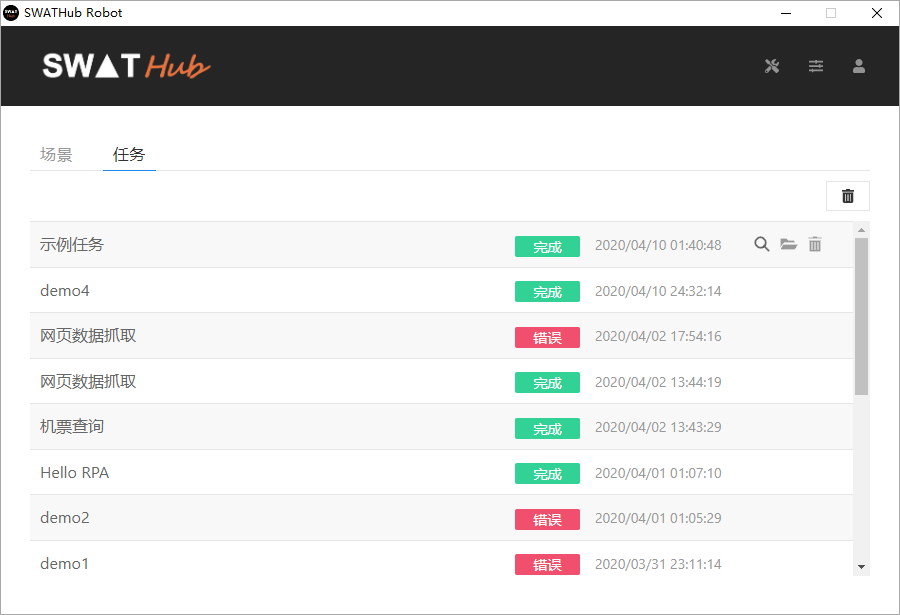 SWATHub Robot
SWAT Hub
场景 任务
示例任务 完成 2020/04/10 01:40:48
demo4 完成 2020/04/10 24:32:14
网页数据抓取 错误 2020/04/02 17:54:16
网页数据抓取 完成 2020/04/02 13:44:19
机票查询 完成 2020/04/02 13:43:29
Hello RPA 完成 2020/04/01 01:07:10
demo2 错误 2020/04/01 01:05:29
demo1 错误 2020/03/31 23:11:14